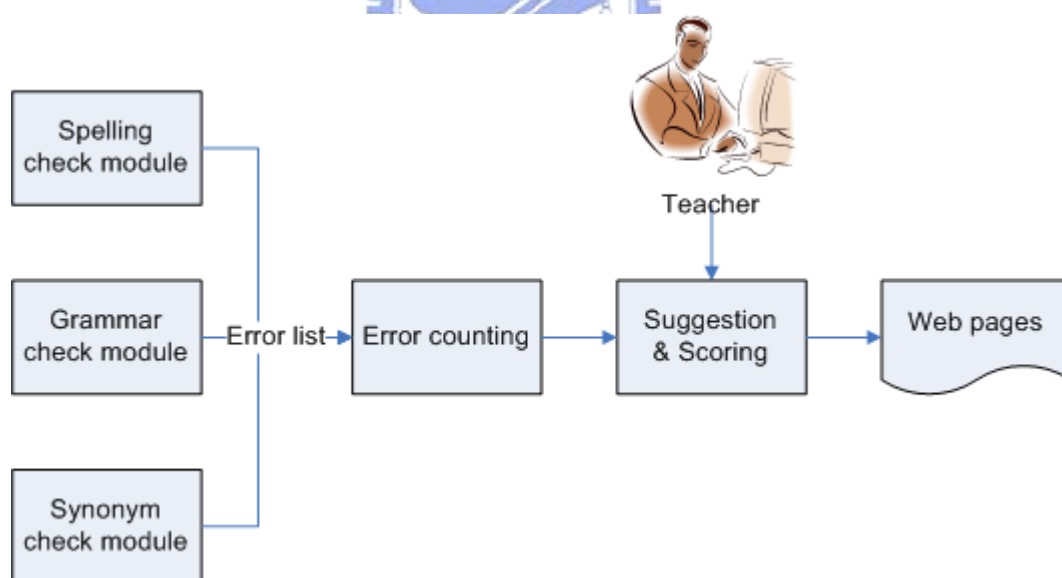 Spelling
check module
Teacher
Grammar
check module
Error list
Error counting
Suggestion
& Scoring
Web pages
Synonym
check module